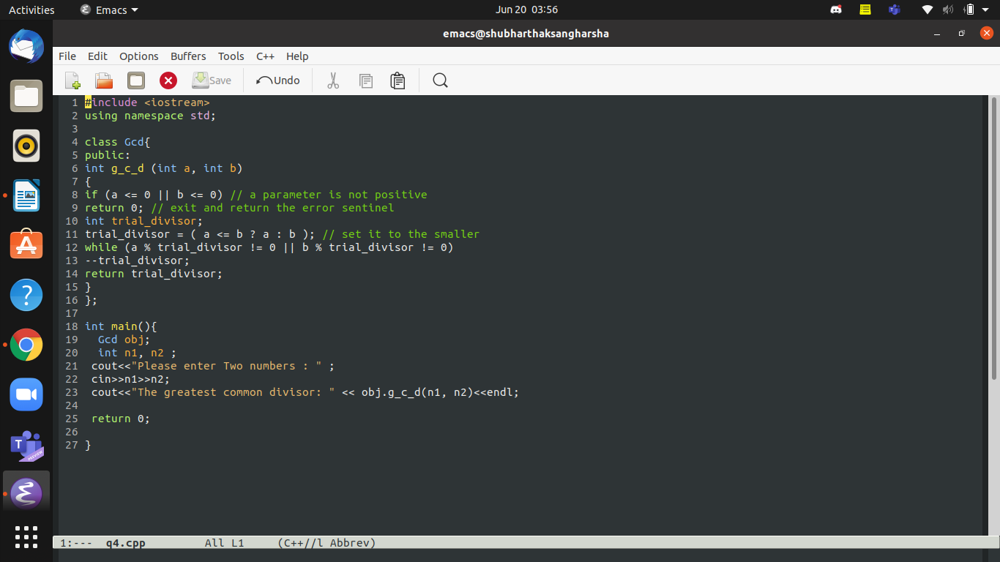 Activities Emacs Jun 20 03:56
emacs@shubharthaksangharsha
File Edit Options Buffers Tools C++ Help
Save Undo
1 #include <iostream>
2 using namespace std;
3
4 class Gcd{
5 public:
6 int g_c_d (int a, int b)
7 {
8 if (a <= 0 || b <= 0) // a parameter is not positive
9 return 0; // exit and return the error sentinel
10 int trial_divisor;
11 trial_divisor = ( a <= b ? a : b ); // set it to the smaller
12 while (a % trial_divisor != 0 || b % trial_divisor != 0)
13 --trial_divisor;
14 return trial_divisor;
15 }
16 };
17
18 int main(){
19   Gcd obj;
20   int n1, n2 ;
21  cout<<"Please enter Two numbers : " ;
22  cin>>n1>>n2;
23  cout<<"The greatest common divisor: " << obj.g_c_d(n1, n2)<<endl;
24
25  return 0;
26
27 }
T
PREVIEW
1:--- q4.cpp All L1 (C++//l Abbrev)